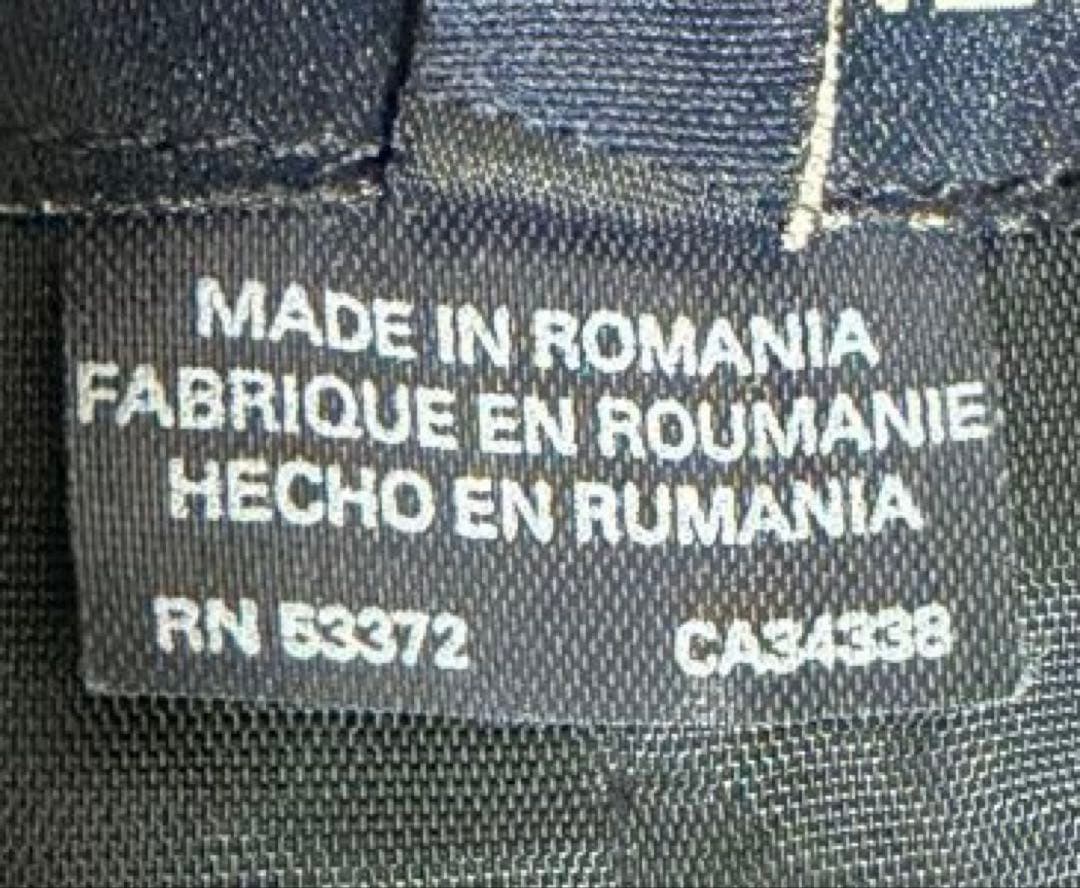 MADE IN ROMANIA
FABRIQUE EN ROUMANIE
HECHO EN RUMANIA
RN 53372 CA34338